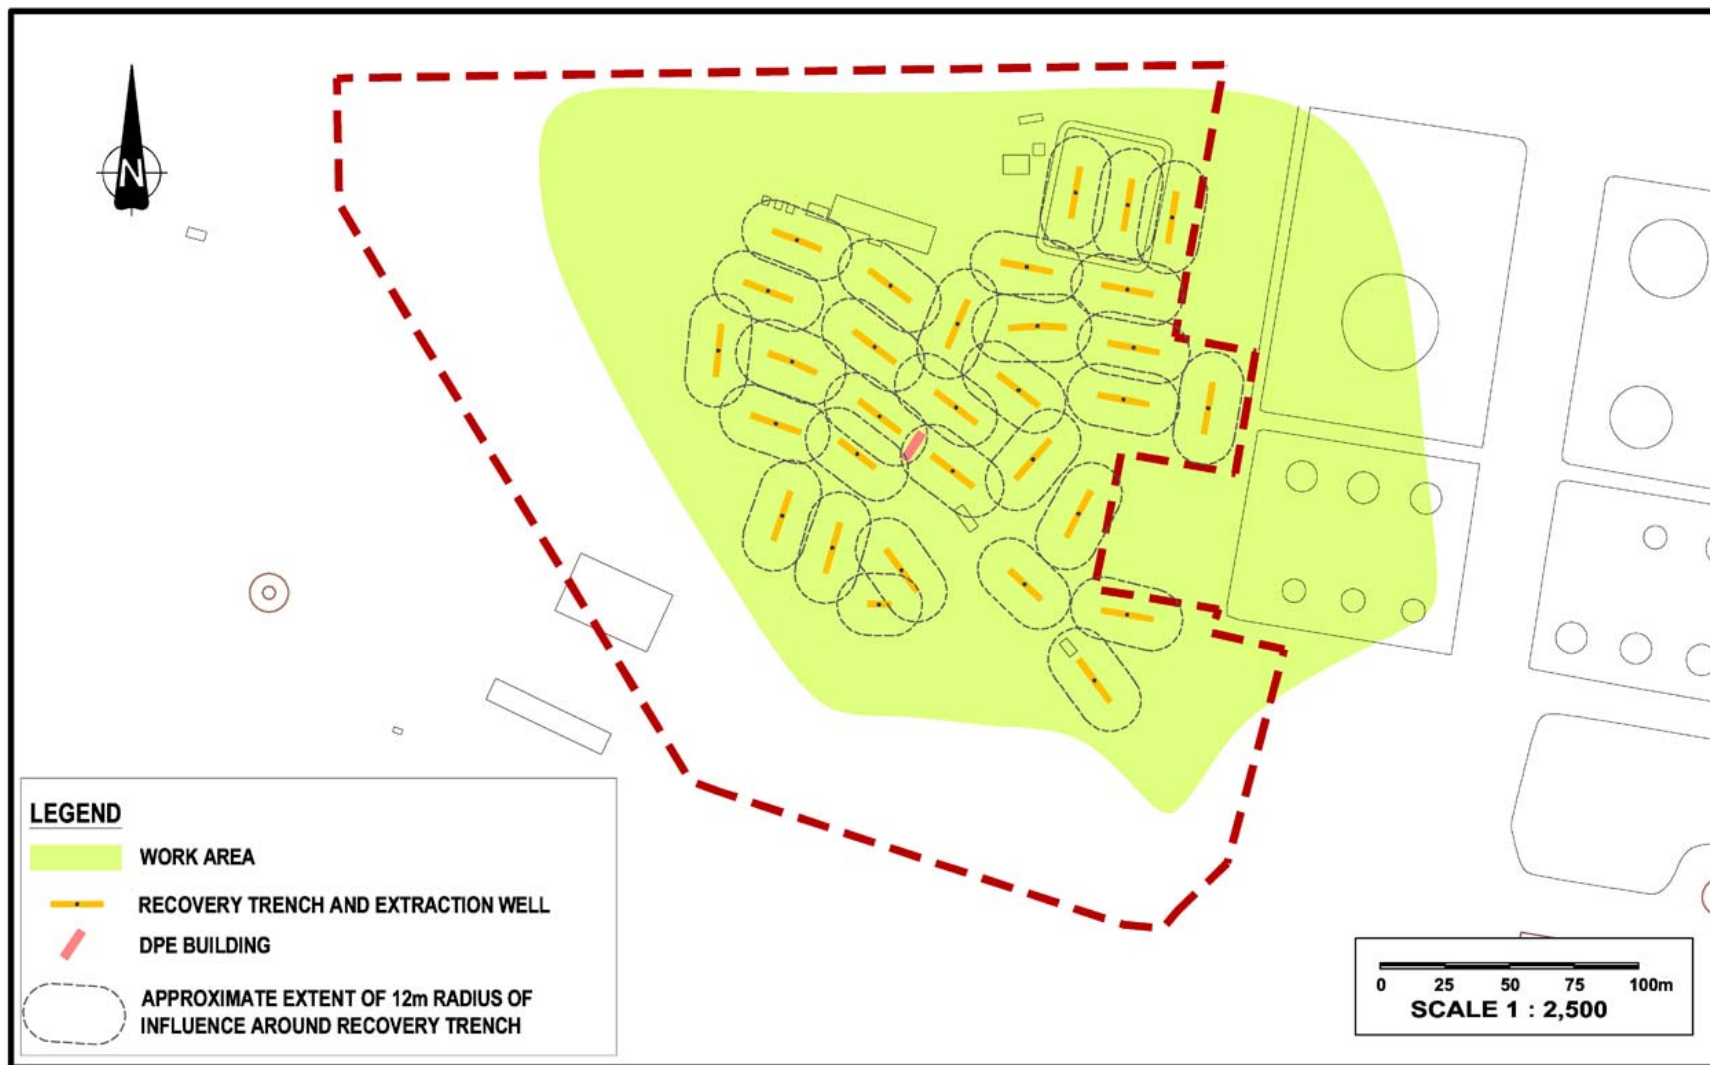 N
LEGEND
WORK AREA
RECOVERY TRENCH AND EXTRACTION WELL
DPE BUILDING
APPROXIMATE EXTENT OF 12m RADIUS OF
INFLUENCE AROUND RECOVERY TRENCH
0 25 50 75 100m
SCALE 1 : 2,500